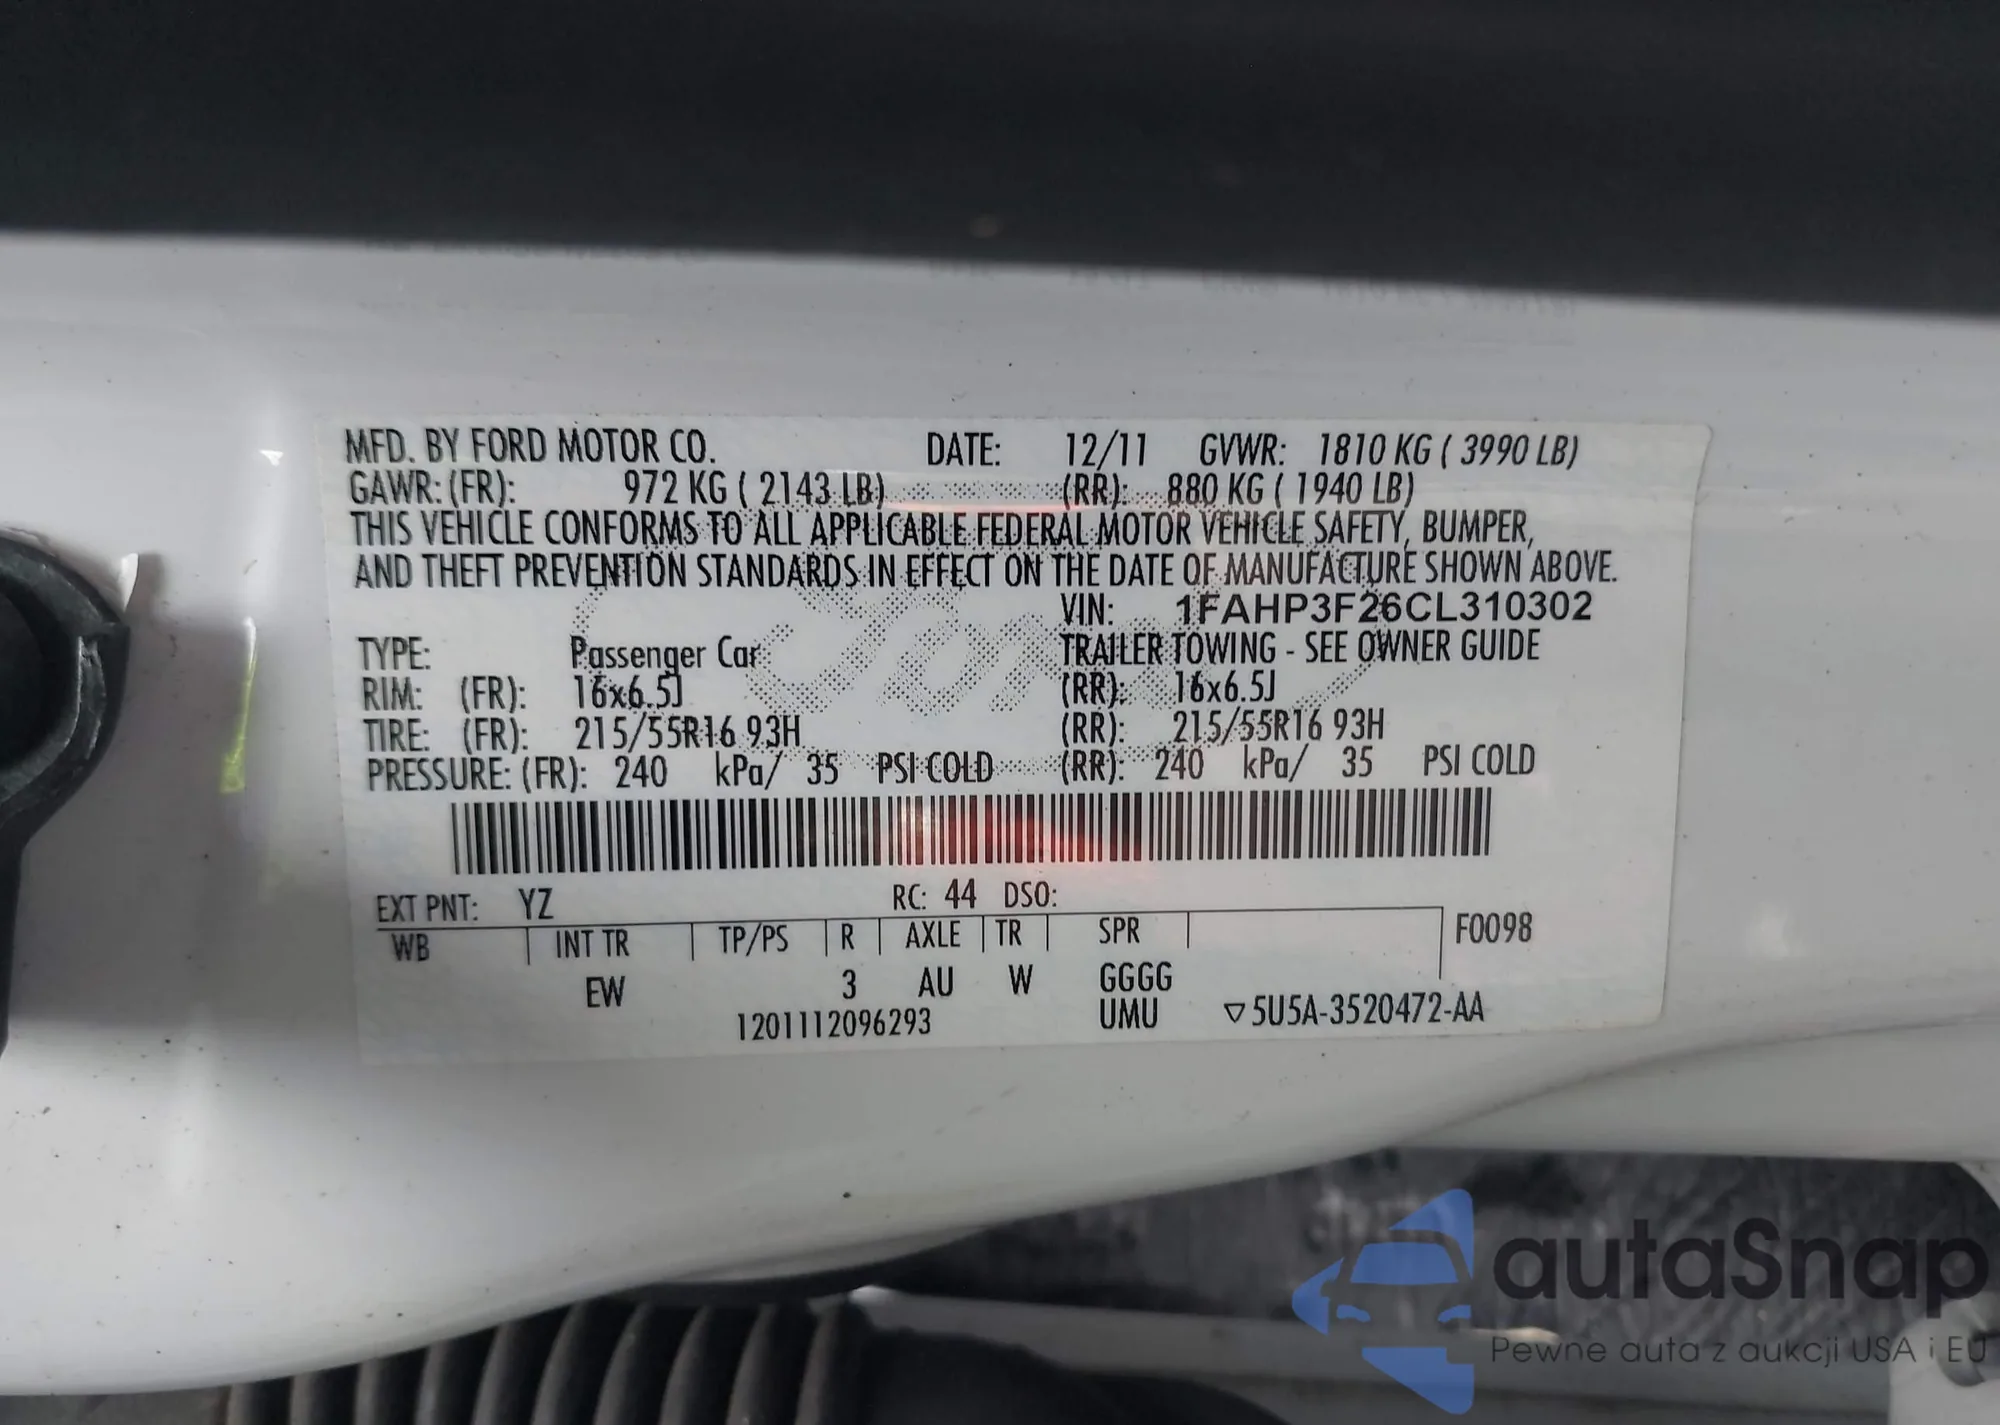 MFD. BY FORD MOTOR CO. DATE: 12/11 GVWR: 1810 KG ( 3990 LB)
GAWR: (FR): 972 KG ( 2143 LB) (RR): 880 KG ( 1940 LB)
THIS VEHICLE CONFORMS TO ALL APPLICABLE FEDERAL MOTOR VEHICLE SAFETY, BUMPER,
AND THEFT PREVENTION STANDARDS IN EFFECT ON THE DATE OF MANUFACTURE SHOWN ABOVE.
VIN: 1FAHP3F26CL310302
TYPE: Passenger Car TRAILER TOWING - SEE OWNER GUIDE
RIM: (FR): 16x6.5J (RR): 16x6.5J
TIRE: (FR): 215/55R16 93H (RR): 215/55R16 93H
PRESSURE: (FR): 240 kPa/ 35 PSI COLD (RR): 240 kPa/ 35 PSI COLD
Ford
EXT PNT: YZ RC: 44 DSO:
WB INT TR TP/PS R AXLE TR SPR F0098
EW 3 AU W GGGG
1201112096293 UMU ▽5U5A-3520472-AA
autaSnap
Pewne auta z aukcji USA i EU